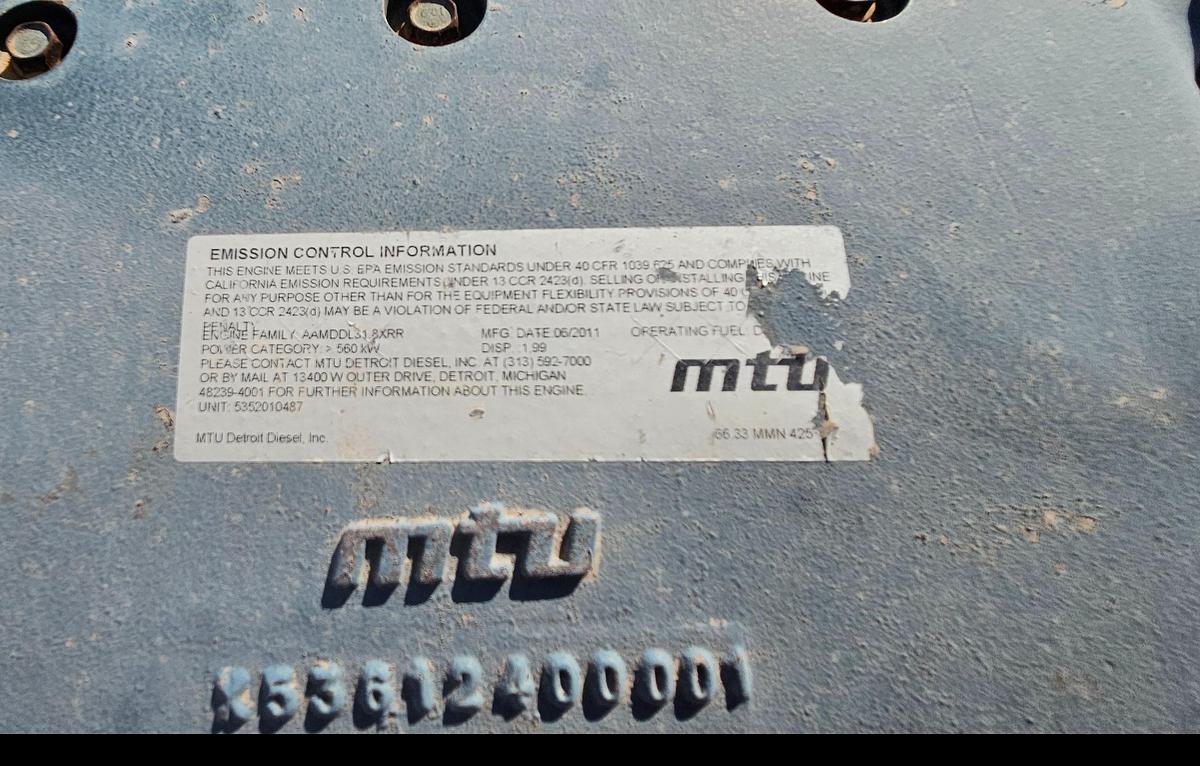 EMISSION CONTROL INFORMATION
THIS ENGINE MEETS U.S. EPA EMISSION STANDARDS UNDER 40 CFR 1039.625 AND COMPLIES WITH
CALIFORNIA EMISSION REQUIREMENTS UNDER 13 CCR 2423(d). SELLING OR INSTALLING THIS
FOR ANY PURPOSE OTHER THAN FOR THE EQUIPMENT FLEXIBILITY PROVISIONS OF 40
AND 13 CCR 2423(d) MAY BE A VIOLATION OF FEDERAL AND/OR STATE LAW SUBJECT TO
PENALTY.
ENGINE FAMILY: MFG. DATE 06/2011 OPERATING FUEL: D
POWER CATEGORY: > 560 kW DISP.: 1.99
PLEASE CONTACT MTU DETROIT DIESEL, INC. AT (313) 592-7000
OR BY MAIL AT 13400 W OUTER DRIVE, DETROIT, MICHIGAN
48239-4001 FOR FURTHER INFORMATION ABOUT THIS ENGINE.
UNIT: 5352010487
mtu
MTU Detroit Diesel, Inc. 66.33 MMN 425
mtu